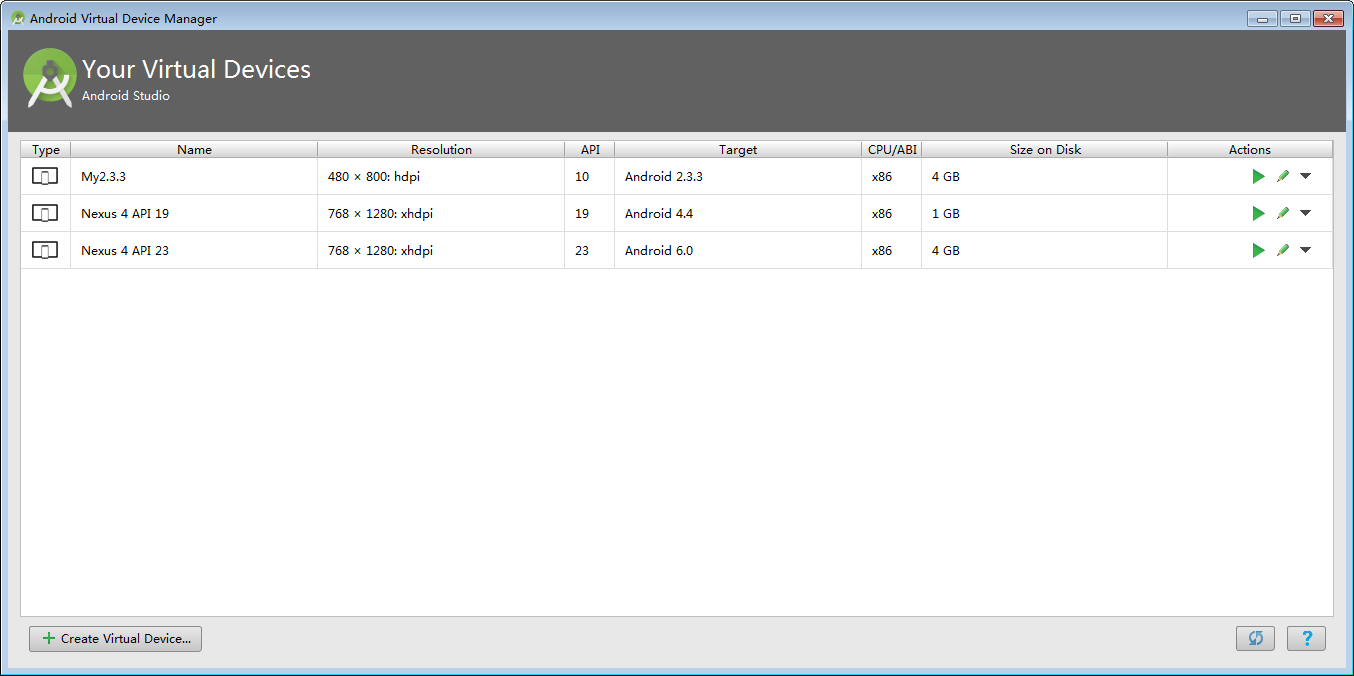 Android Virtual Device Manager
Your Virtual Devices
Android Studio
Type Name Resolution API Target CPU/ABI Size on Disk Actions
My2.3.3 480 × 800: hdpi 10 Android 2.3.3 x86 4 GB
Nexus 4 API 19 768 × 1280: xhdpi 19 Android 4.4 x86 1 GB
Nexus 4 API 23 768 × 1280: xhdpi 23 Android 6.0 x86 4 GB
Create Virtual Device... ?